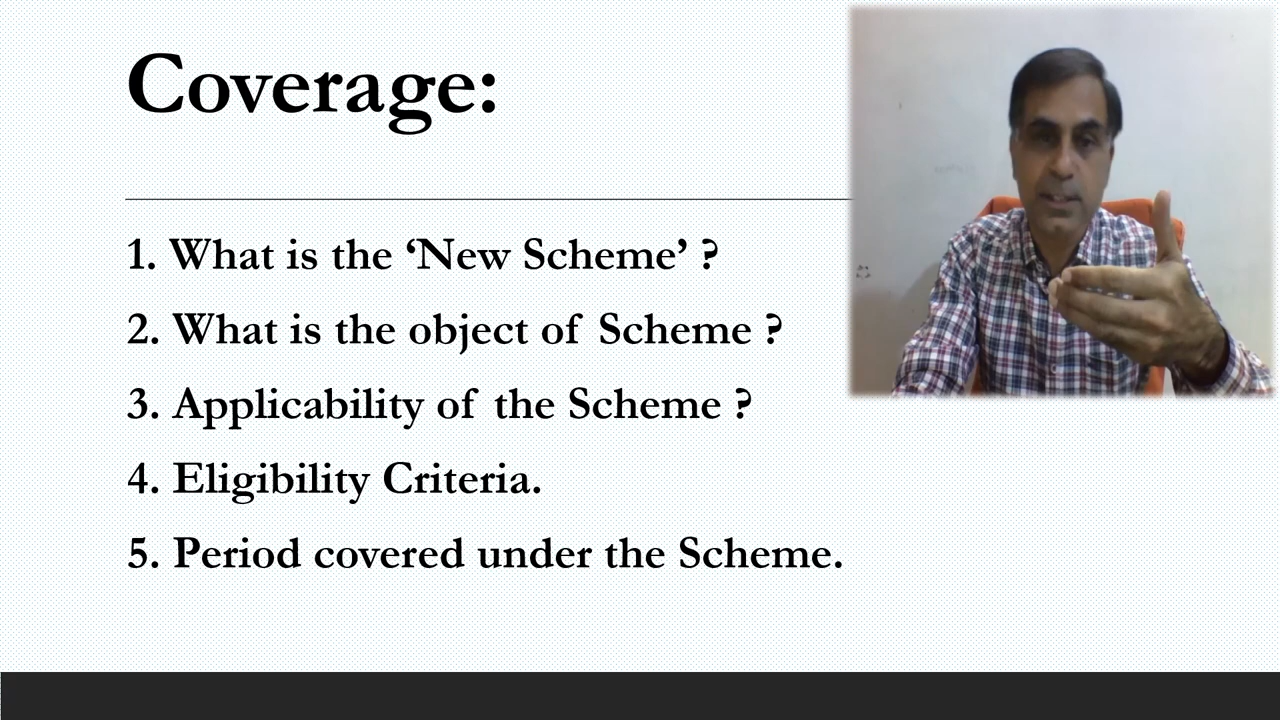 Coverage:
1. What is the ‘New Scheme’ ?
2. What is the object of Scheme ?
3. Applicability of the Scheme ?
4. Eligibility Criteria.
5. Period covered under the Scheme.